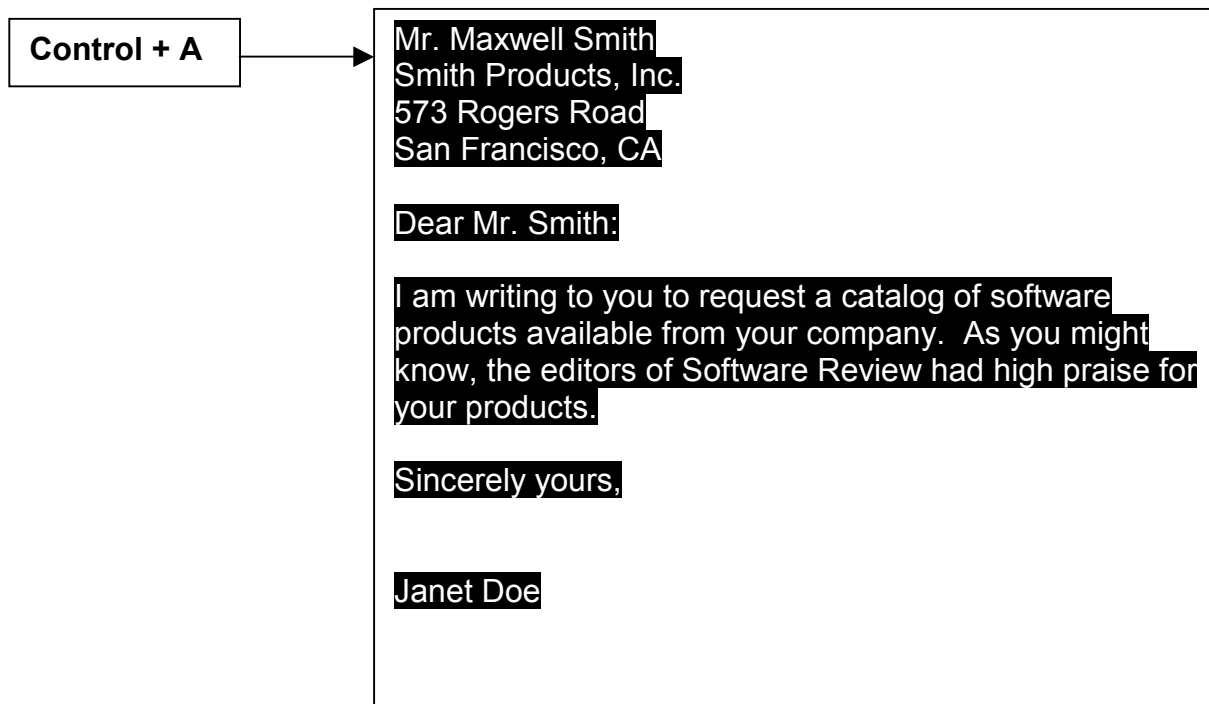 Control + A
Mr. Maxwell Smith
Smith Products, Inc.
573 Rogers Road
San Francisco, CA
Dear Mr. Smith:
I am writing to you to request a catalog of software
products available from your company.  As you might
know, the editors of Software Review had high praise for
your products.
Sincerely yours,
Janet Doe